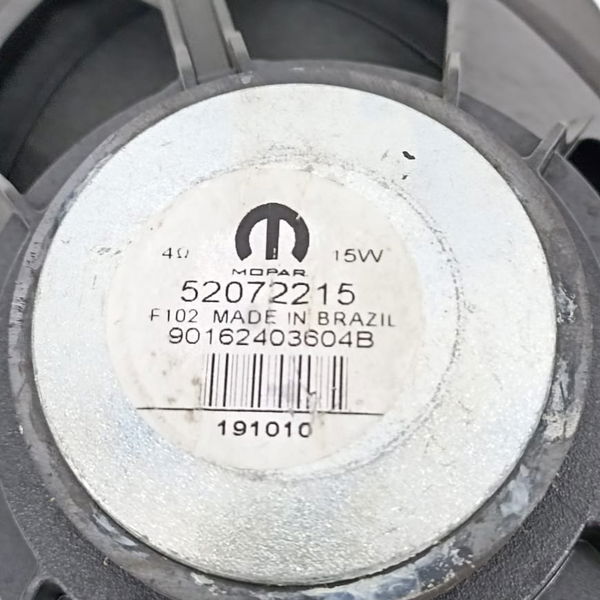 4Ω 15W
MOPAR
52072215
F102 MADE IN BRAZIL
90162403604B
191010